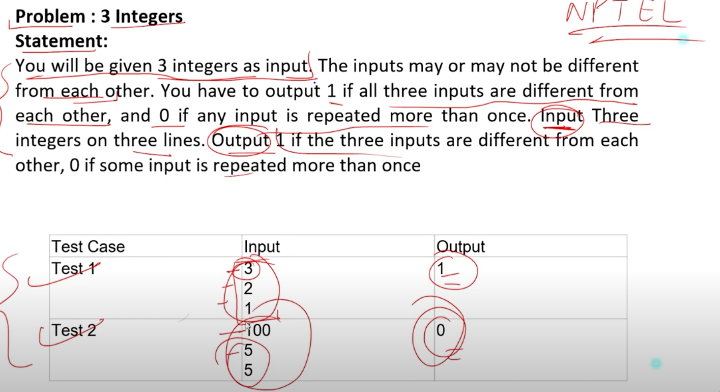 Problem : 3 Integers
NPTEL
Statement:
You will be given 3 integers as input. The inputs may or may not be different
from each other. You have to output 1 if all three inputs are different from
each other, and 0 if any input is repeated more than once. Input Three
integers on three lines. Output 1 if the three inputs are different from each
other, 0 if some input is repeated more than once
Test Case Input Output
Test 1 3 1
2
1
Test 2 100 0
5
5